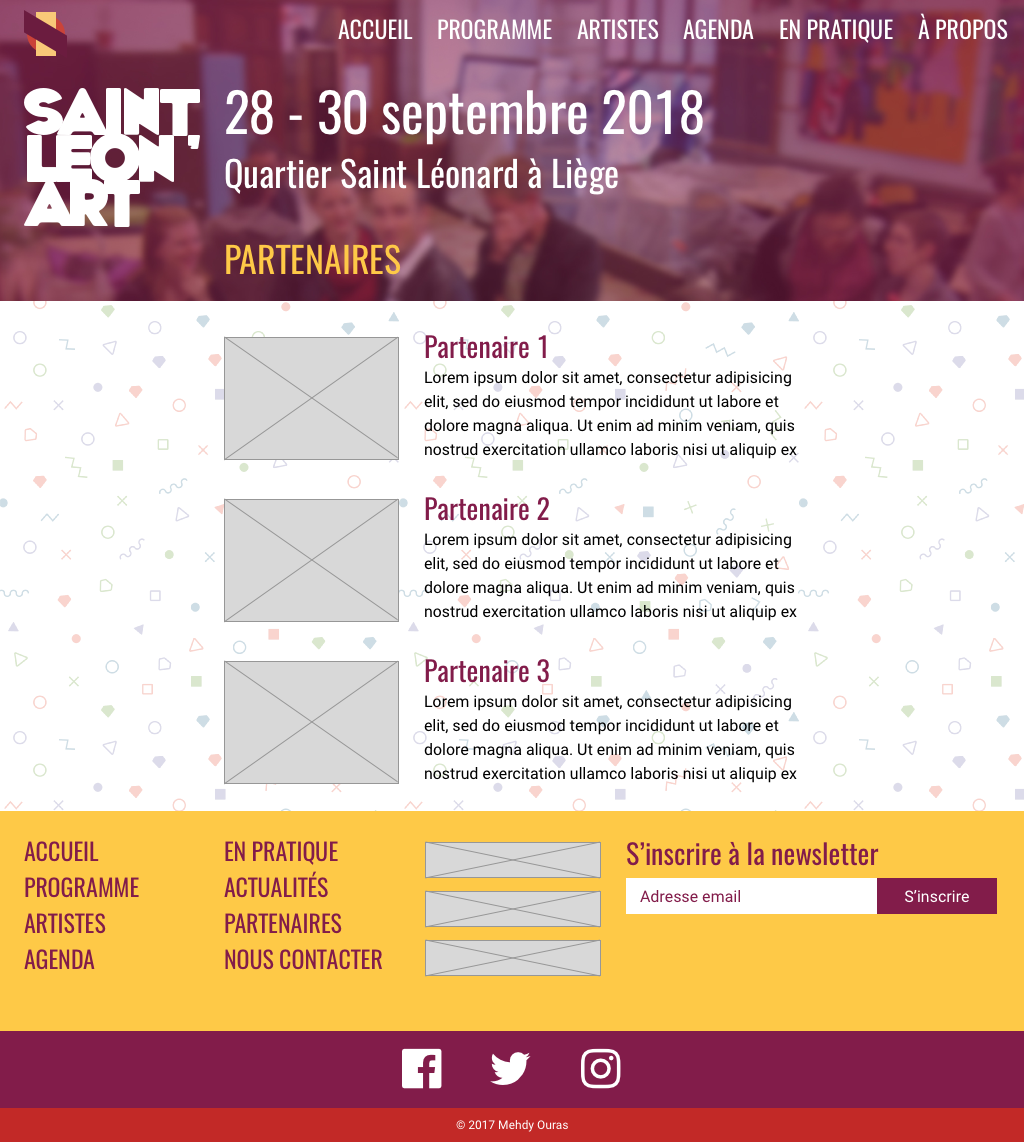 ACCUEIL PROGRAMME ARTISTES AGENDA EN PRATIQUE À PROPOS
SAINT
LÉON'
ART
28 - 30 septembre 2018
Quartier Saint Léonard à Liège
PARTENAIRES
Partenaire 1
Lorem ipsum dolor sit amet, consectetur adipisicing
elit, sed do eiusmod tempor incididunt ut labore et
dolore magna aliqua. Ut enim ad minim veniam, quis
nostrud exercitation ullamco laboris nisi ut aliquip ex
Partenaire 2
Lorem ipsum dolor sit amet, consectetur adipisicing
elit, sed do eiusmod tempor incididunt ut labore et
dolore magna aliqua. Ut enim ad minim veniam, quis
nostrud exercitation ullamco laboris nisi ut aliquip ex
Partenaire 3
Lorem ipsum dolor sit amet, consectetur adipisicing
elit, sed do eiusmod tempor incididunt ut labore et
dolore magna aliqua. Ut enim ad minim veniam, quis
nostrud exercitation ullamco laboris nisi ut aliquip ex
ACCUEIL
PROGRAMME
ARTISTES
AGENDA
EN PRATIQUE
ACTUALITÉS
PARTENAIRES
NOUS CONTACTER
S’inscrire à la newsletter
Adresse email
S’inscrire
© 2017 Mehdy Ouras